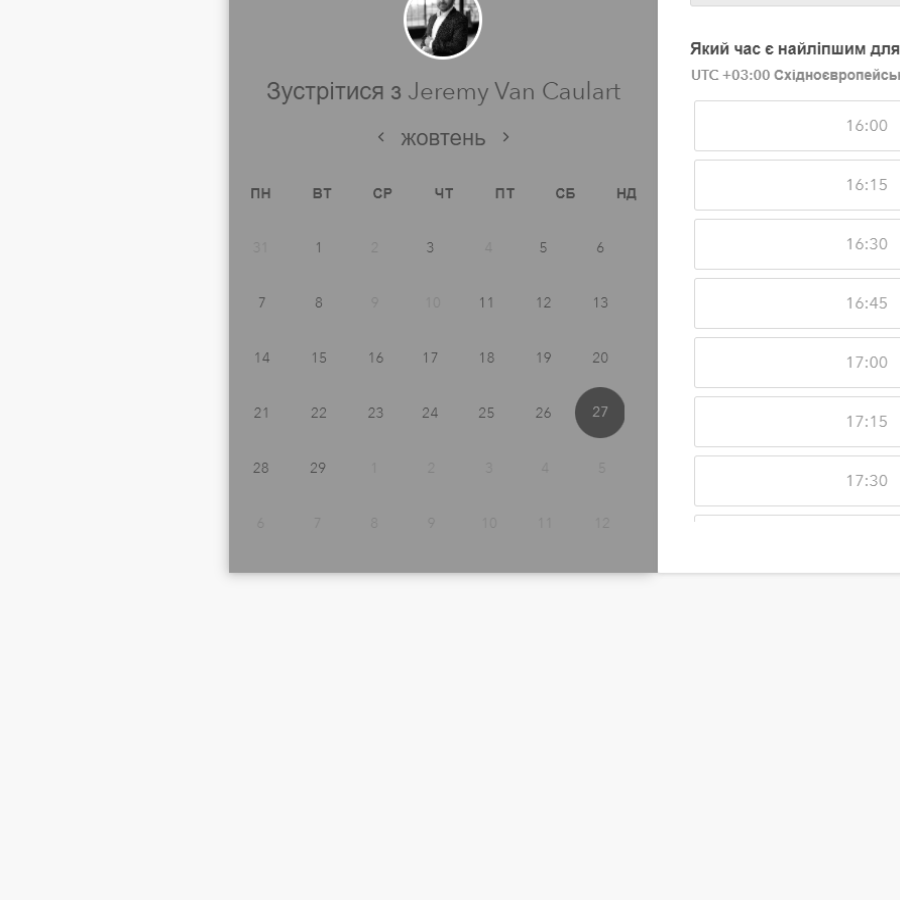 Зустрітися з Jeremy Van Caulart
жовтень
ПН ВТ СР ЧТ ПТ СБ НД
31 1 2 3 4 5 6
7 8 9 10 11 12 13
14 15 16 17 18 19 20
21 22 23 24 25 26 27
28 29 1 2 3 4 5
6 7 8 9 10 11 12
Який час є найліпшим для
UTC +03:00 Східноєвропейсь
16:00
16:15
16:30
16:45
17:00
17:15
17:30